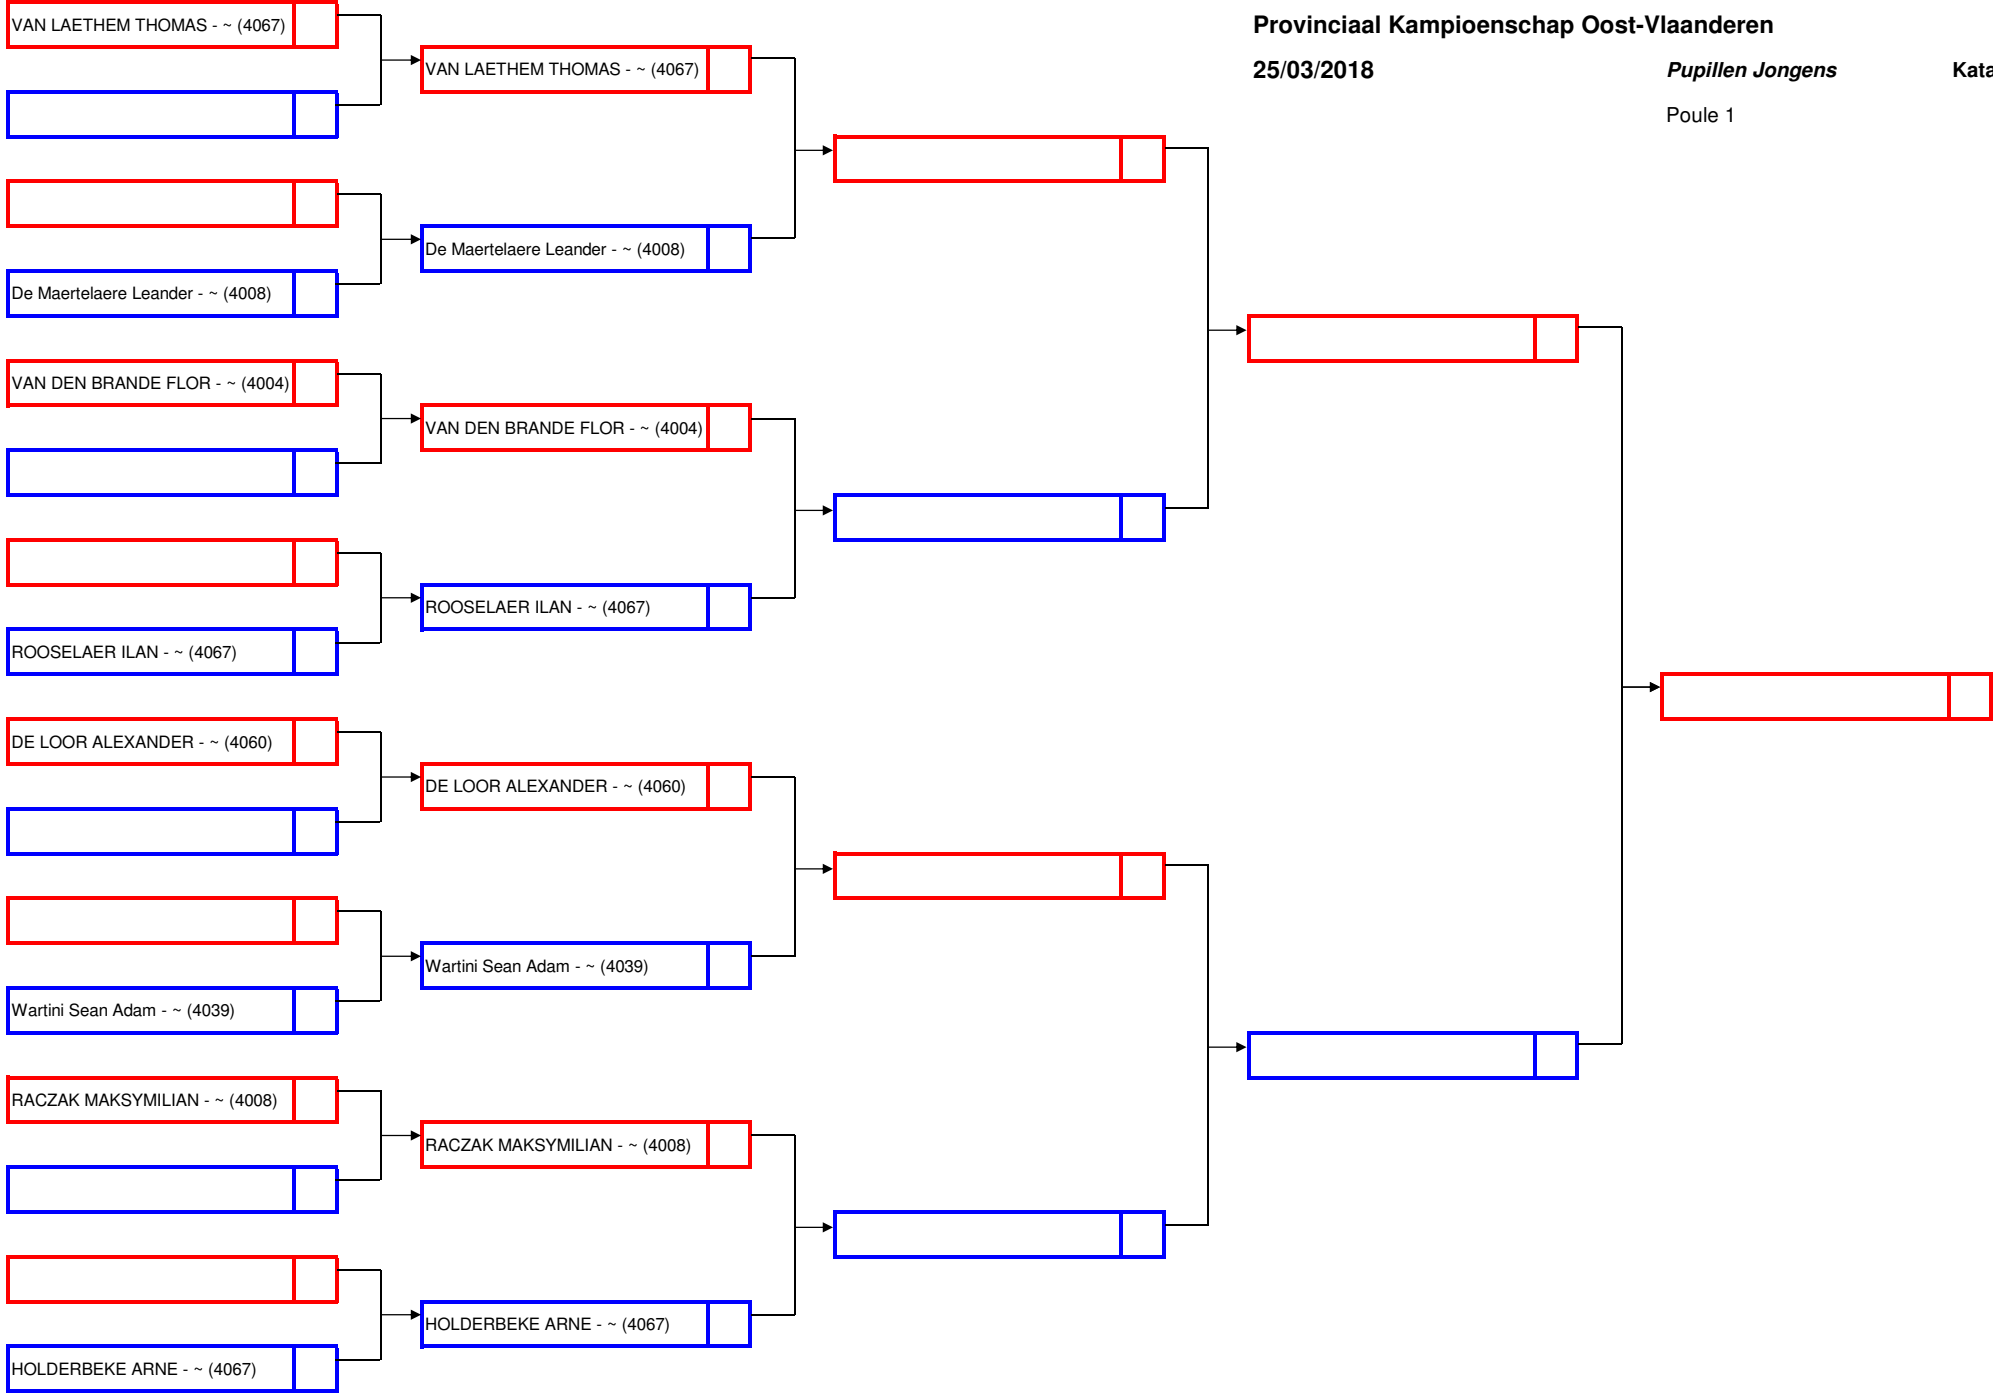 Provinciaal Kampioenschap Oost-Vlaanderen
25/03/2018 Pupillen Jongens Kata
Poule 1
VAN LAETHEM THOMAS - ~ (4067)
De Maertelaere Leander - ~ (4008)
VAN DEN BRANDE FLOR - ~ (4004)
ROOSELAER ILAN - ~ (4067)
DE LOOR ALEXANDER - ~ (4060)
Wartini Sean Adam - ~ (4039)
RACZAK MAKSYMILIAN - ~ (4008)
HOLDERBEKE ARNE - ~ (4067)
VAN LAETHEM THOMAS - ~ (4067)
De Maertelaere Leander - ~ (4008)
VAN DEN BRANDE FLOR - ~ (4004)
ROOSELAER ILAN - ~ (4067)
DE LOOR ALEXANDER - ~ (4060)
Wartini Sean Adam - ~ (4039)
RACZAK MAKSYMILIAN - ~ (4008)
HOLDERBEKE ARNE - ~ (4067)